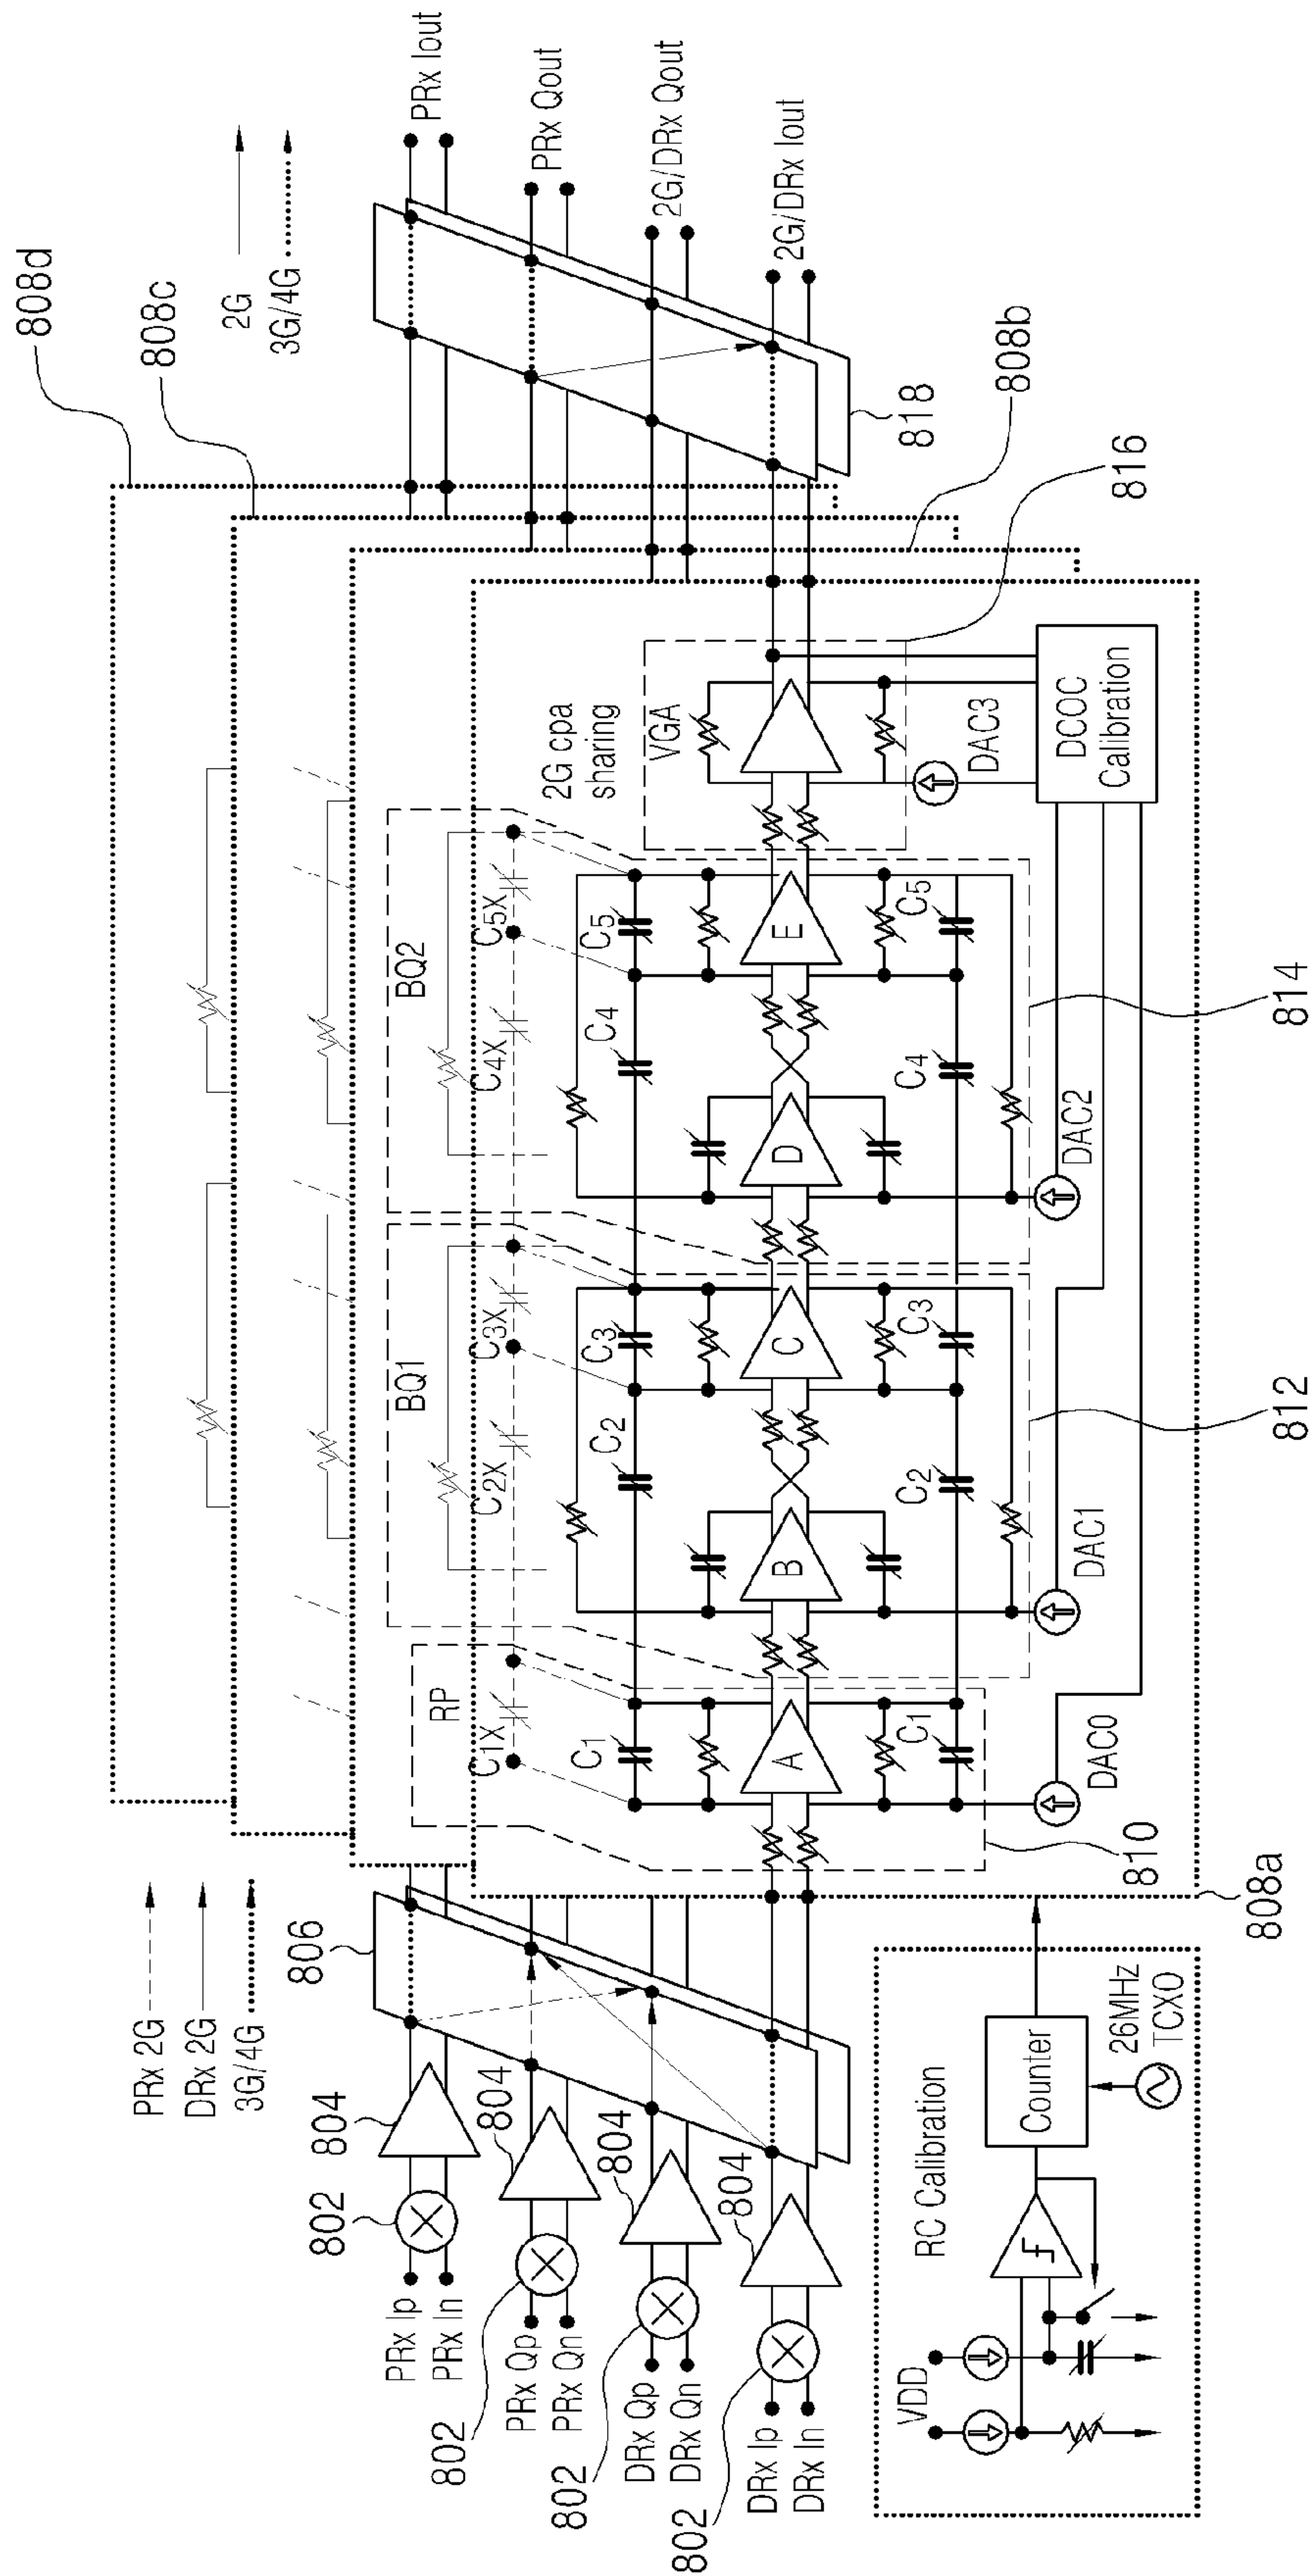 808d
808c
2G
3G/4G
PRx Iout
PRx Qout
2G/DRx Qout
2G/DRx Iout
818
808b
816
PRx 2G
DRx 2G
3G/4G
806
804
804
804
804
802
802
802
802
PRx Ip
PRx In
PRx Qp
PRx Qn
DRx Qp
DRx Qn
DRx Ip
DRx In
RP
BQ1
BQ2
2G cpa
sharing
VGA
C1X
C2X
C3X
C4X
C5X
C1
C2
C3
C4
C5
A
B
C
D
E
C1
C2
C3
C4
C5
DAC0
DAC1
DAC2
DAC3
DCOC
Calibration
810
812
814
808a
RC Calibration
VDD
Counter
26MHz
TCXO